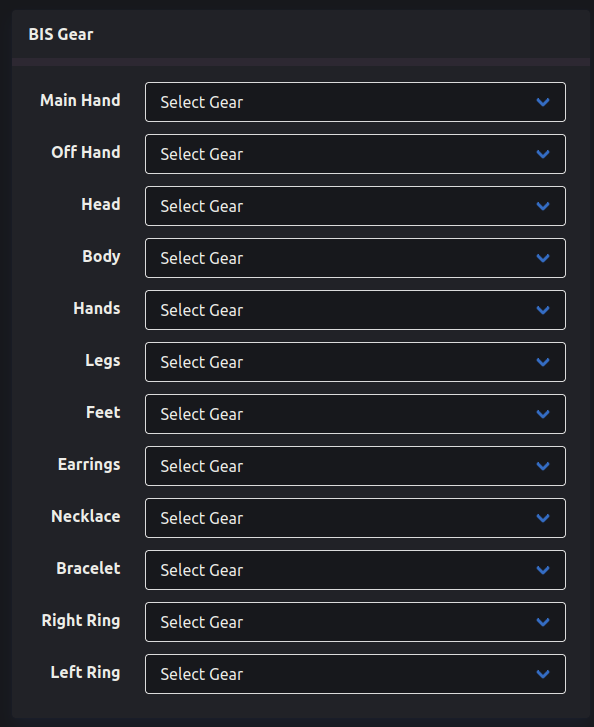 BIS Gear
Main Hand Select Gear
Off Hand Select Gear
Head Select Gear
Body Select Gear
Hands Select Gear
Legs Select Gear
Feet Select Gear
Earrings Select Gear
Necklace Select Gear
Bracelet Select Gear
Right Ring Select Gear
Left Ring Select Gear